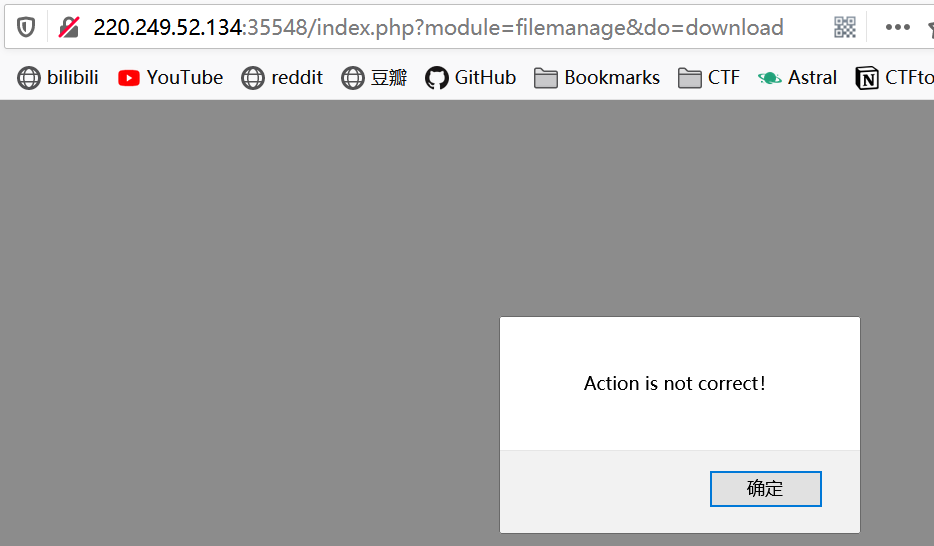 220.249.52.134:35548/index.php?module=filemanage&do=download
bilibili YouTube reddit 豆瓣 GitHub Bookmarks CTF Astral CTFto
Action is not correct!
确定